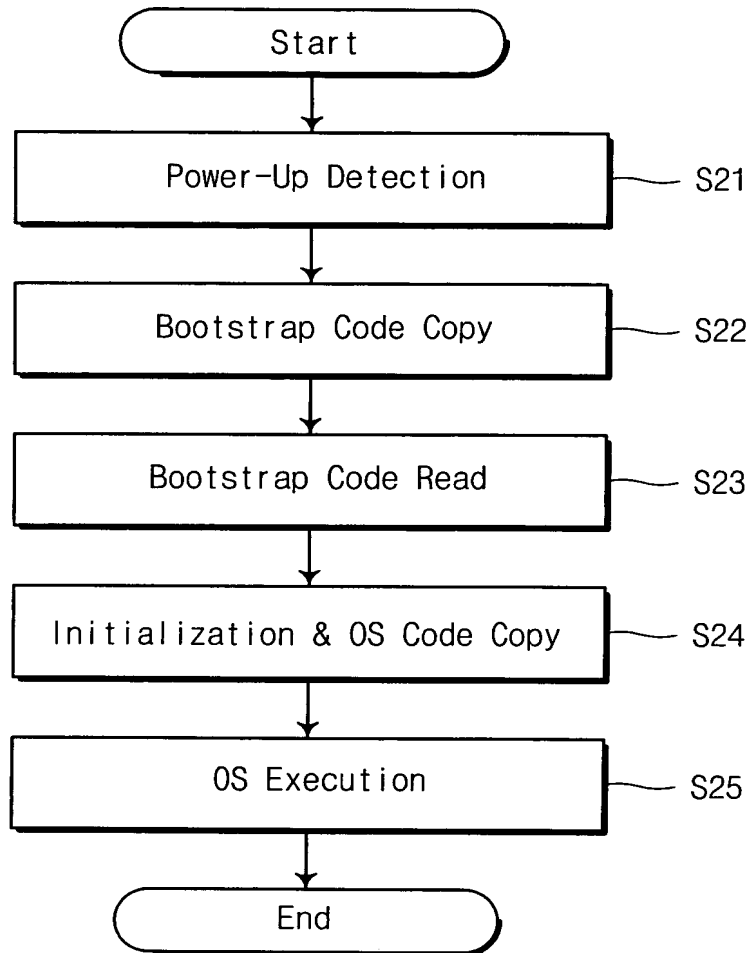 Start
Power-Up Detection
S21
Bootstrap Code Copy
S22
Bootstrap Code Read
S23
Initialization & OS Code Copy
S24
OS Execution
S25
End